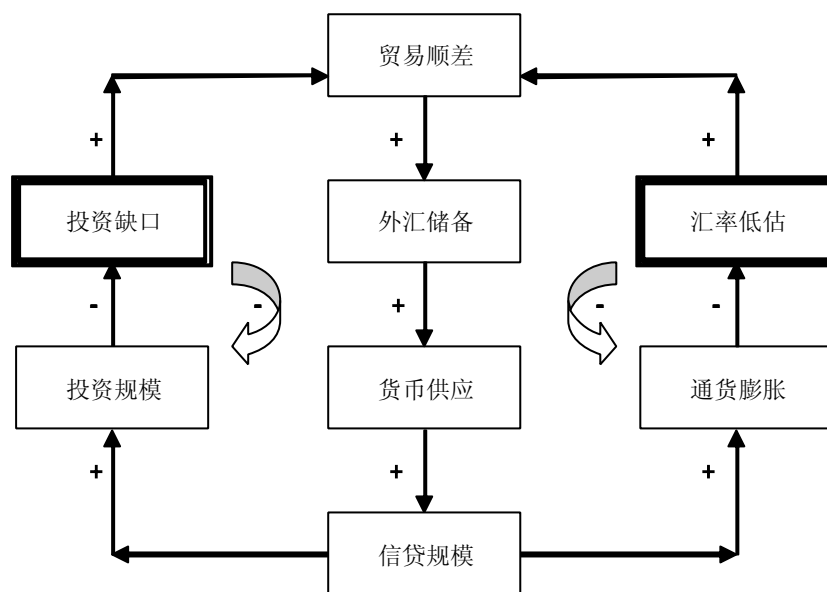 贸易顺差
+ + +
投资缺口 外汇储备 汇率低估
- - + - -
投资规模 货币供应 通货膨胀
+ + +
信贷规模